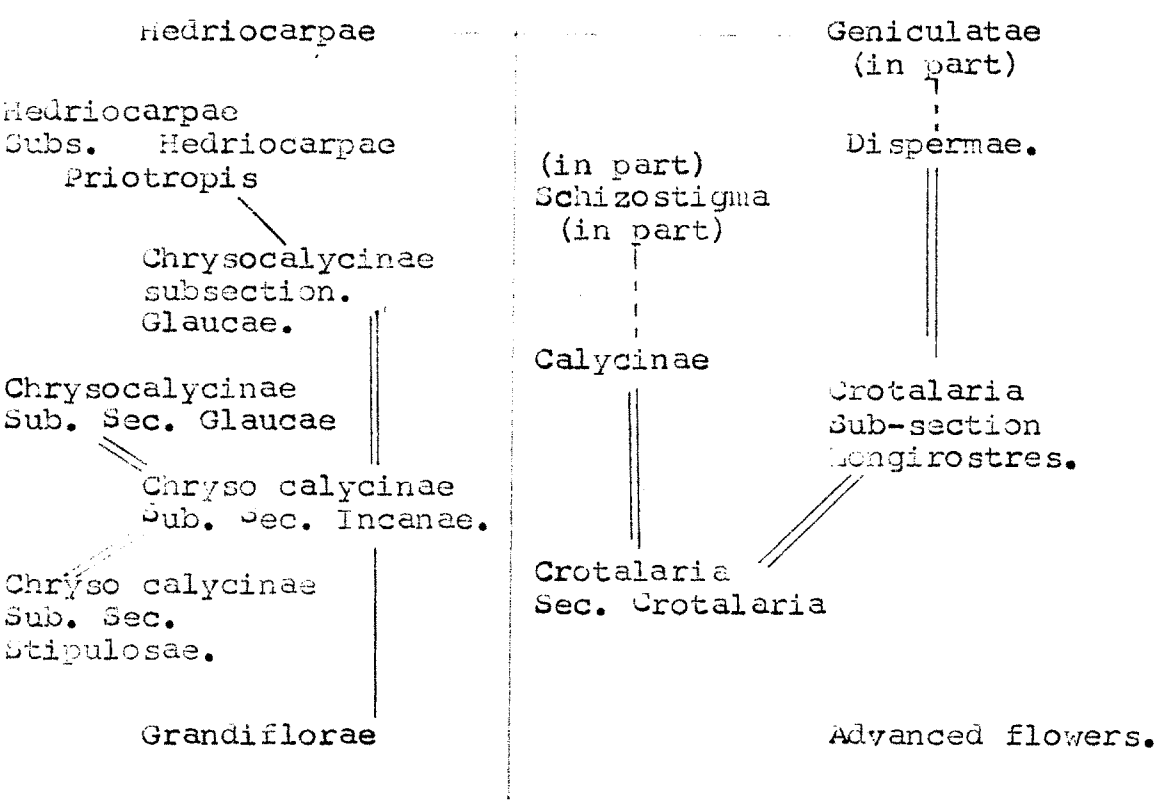 Hedriocarpae
Geniculatae
(in part)
Hedriocarpae
Subs. Hedriocarpae
Priotropis
Dispermae.
(in part)
Schizostigma
(in part)
Chrysocalycinae
subsection.
Glaucae.
Calycinae
Chrysocalycinae
Sub. Sec. Glaucae
Crotalaria
Sub-section
Longirostres.
Chryso calycinae
Sub. Sec. Incanae.
Chryso calycinae
Sub. Sec.
Stipulosae.
Crotalaria
Sec. Crotalaria
Grandiflorae
Advanced flowers.